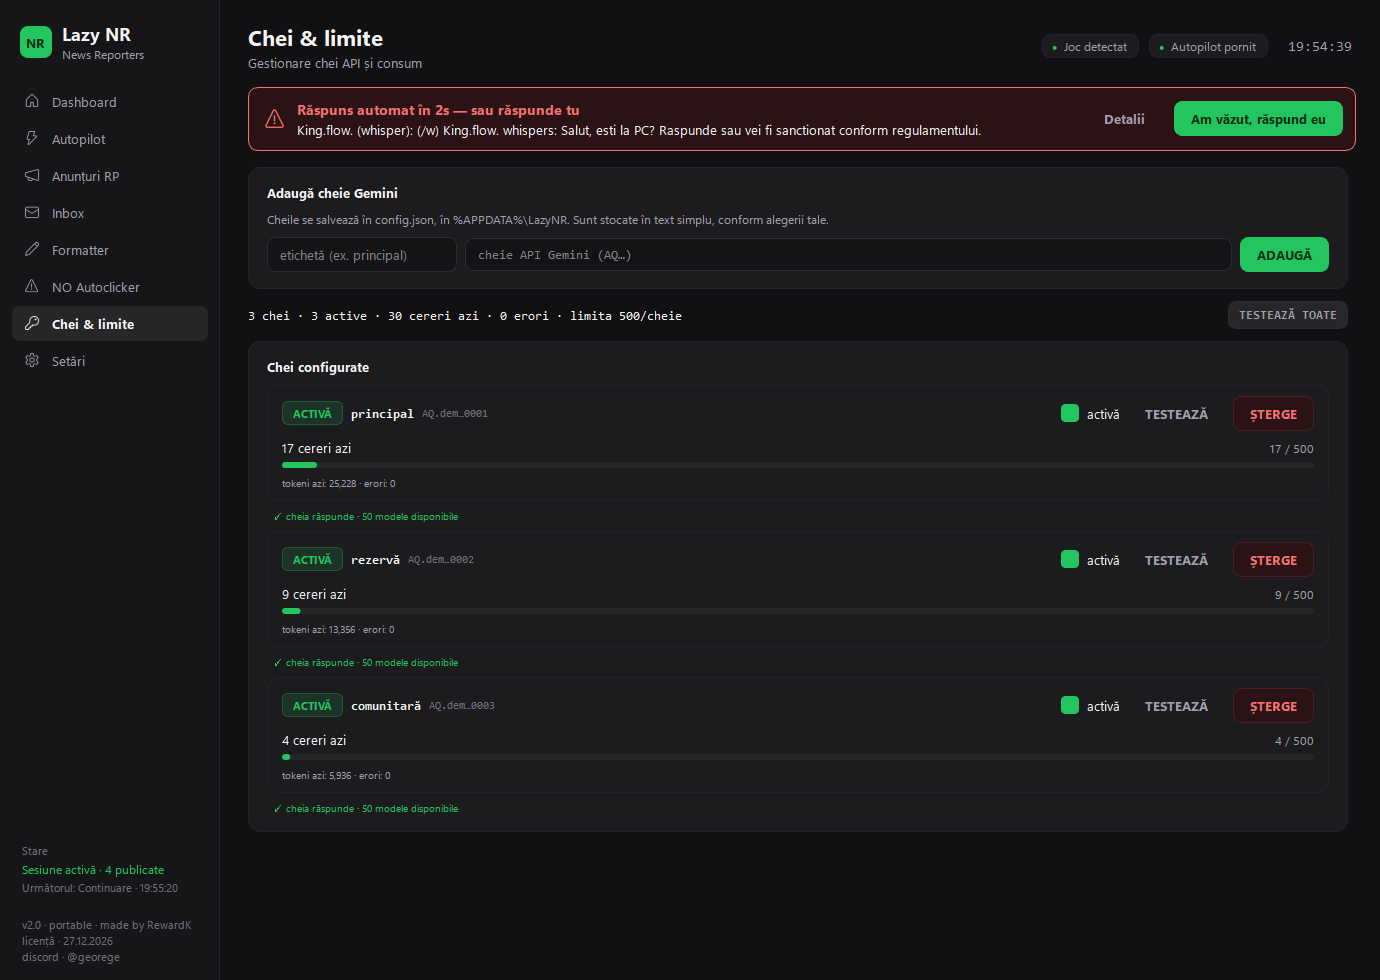 NR
Lazy NR
News Reporters
Dashboard
Autopilot
Anunțuri RP
Inbox
Formatter
NO Autoclicker
Chei & limite
Setări
Stare
Sesiune activă · 4 publicate
Următorul: Continuare · 19:55:20
v2.0 · portable · made by RewardK
licență · 27.12.2026
discord · @georege
Chei & limite
Gestionare chei API și consum
Joc detectat
Autopilot pornit
19:54:39
Răspuns automat în 2s — sau răspunde tu
King.flow. (whisper): (/w) King.flow. whispers: Salut, esti la PC? Raspunde sau vei fi sanctionat conform regulamentului.
Detalii
Am văzut, răspund eu
Adaugă cheie Gemini
Cheile se salvează în config.json, în %APPDATA%\LazyNR. Sunt stocate în text simplu, conform alegerii tale.
etichetă (ex. principal)
cheie API Gemini (AQ…)
ADAUGĂ
3 chei · 3 active · 30 cereri azi · 0 erori · limita 500/cheie
TESTEAZĂ TOATE
Chei configurate
ACTIVĂ principal AQ.dem…0001
activă
TESTEAZĂ
ȘTERGE
17 cereri azi
17 / 500
tokeni azi: 25,228 · erori: 0
✓ cheia răspunde · 50 modele disponibile
ACTIVĂ rezervă AQ.dem…0002
activă
TESTEAZĂ
ȘTERGE
9 cereri azi
9 / 500
tokeni azi: 13,356 · erori: 0
✓ cheia răspunde · 50 modele disponibile
ACTIVĂ comunitară AQ.dem…0003
activă
TESTEAZĂ
ȘTERGE
4 cereri azi
4 / 500
tokeni azi: 5,936 · erori: 0
✓ cheia răspunde · 50 modele disponibile